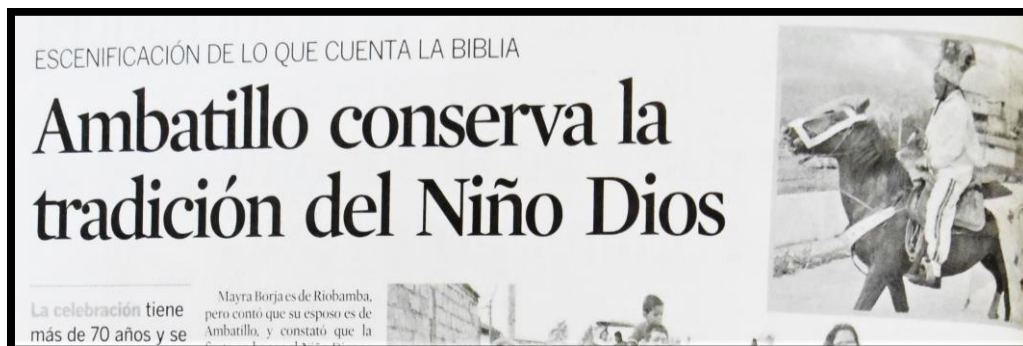 ESCENIFICACIÓN DE LO QUE CUENTA LA BIBLIA
Ambatillo conserva la
tradición del Niño Dios
La celebración tiene
más de 70 años y se
Mayra Borja es de Riobamba,
pero contó que su esposo es de
Ambatillo, y constató que la